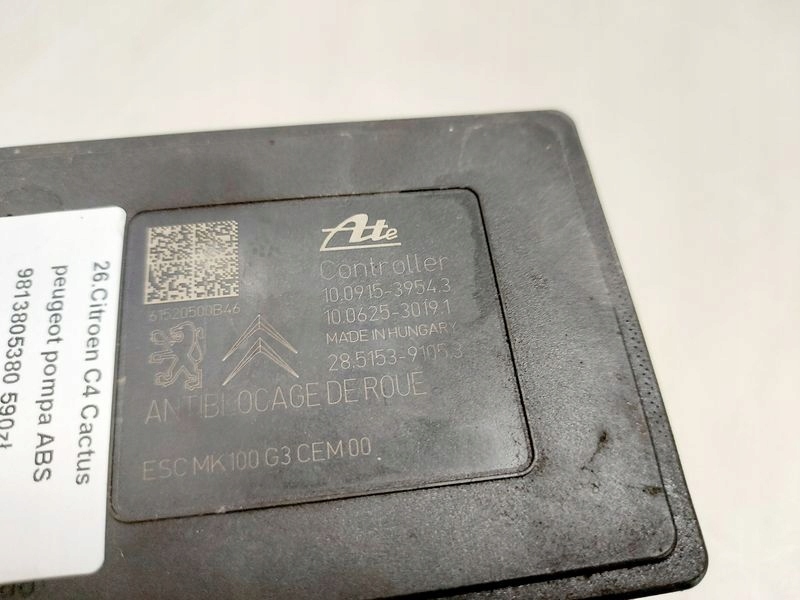 26.Citroen C4 Cactus
peugeot pompa ABS
9813805380 590zł
Ate
Controller
10.0915-3954.3
10.0625-3019.1
MADE IN HUNGARY
28.5153-9105.3
61520500B46
ANTIBLOCAGE DE ROUE
ESC MK100 G3 CEM 00